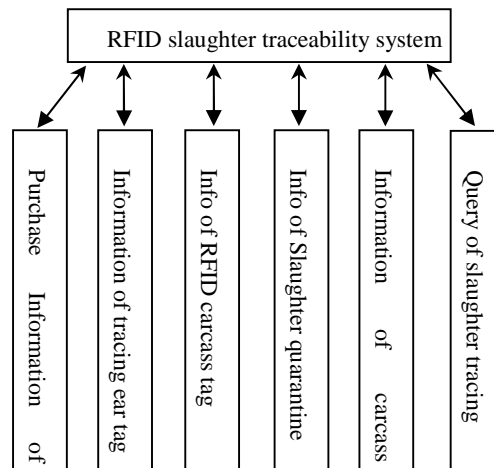 RFID slaughter traceability system
Purchase Information of
Information of tracing ear tag
Info of RFID carcass tag
Info of Slaughter quarantine
Information of carcass
Query of slaughter tracing